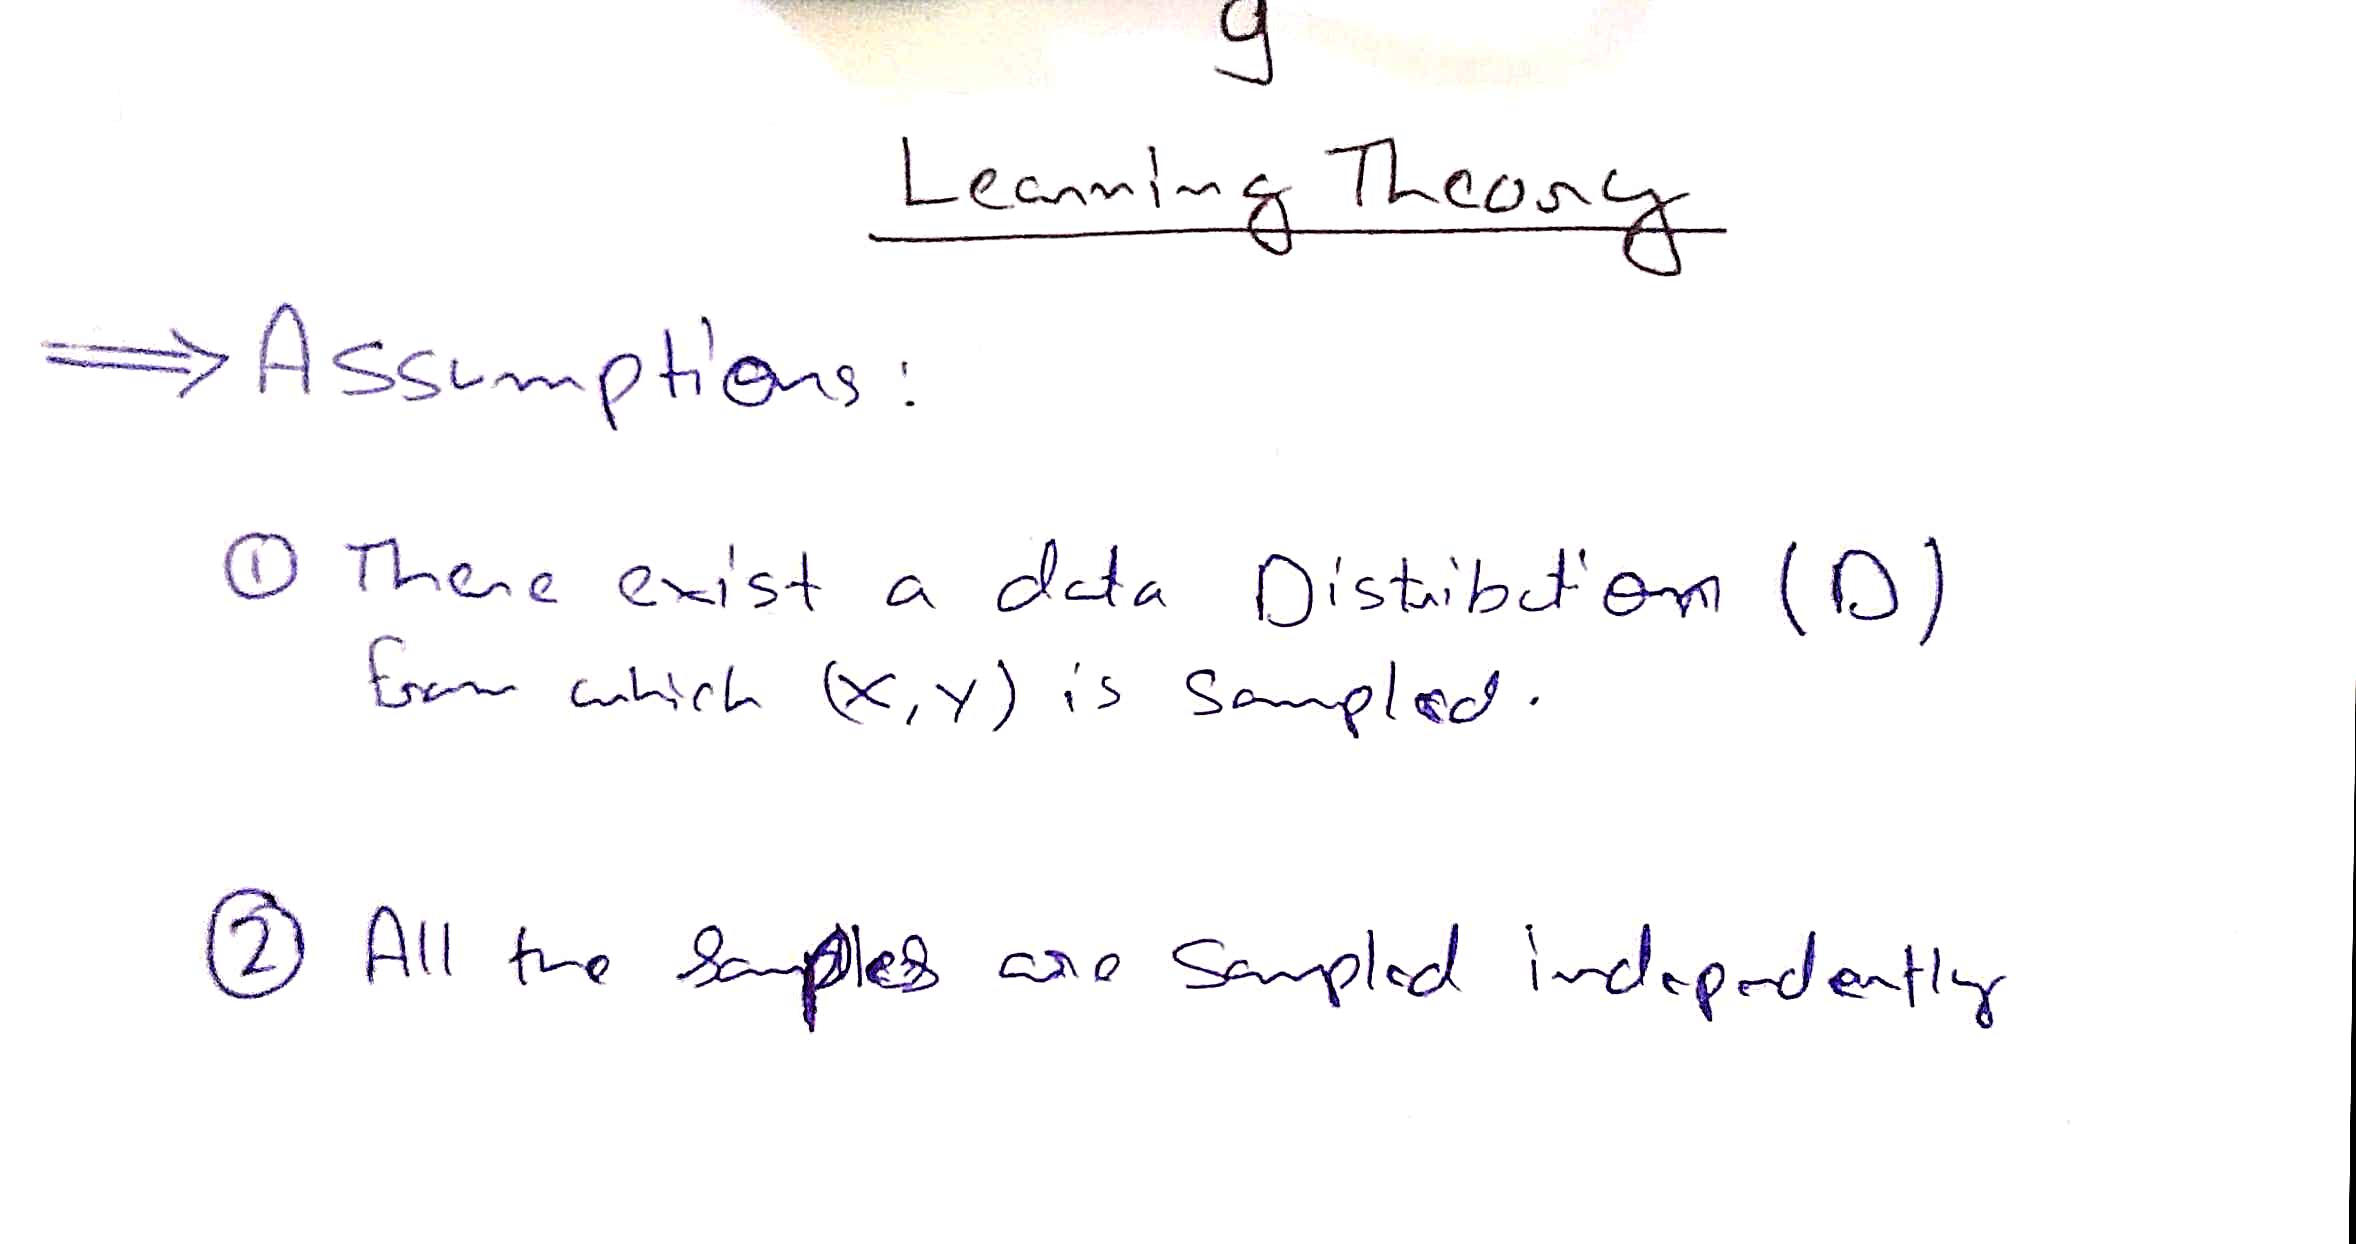 9
Learning Theory
⟹ Assumptions:
① There exist a data Distribution (D)
from which (X,Y) is sampled.
② All the samples are sampled independently